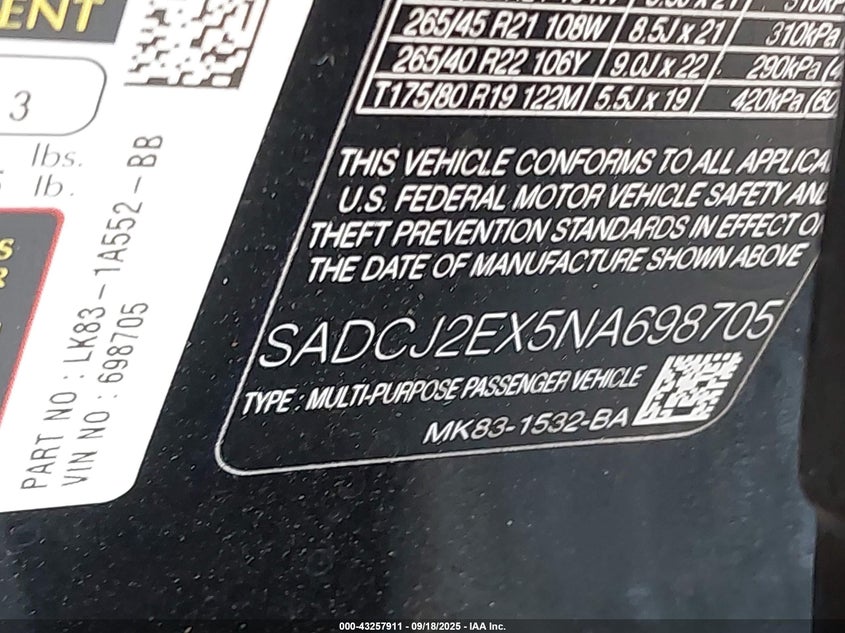 265/45 R21 108W 8.5J x 21 310kPa
265/40 R22 106Y 9.0J x 22 290kPa (4
T175/80 R19 122M 5.5J x 19 420kPa (60
THIS VEHICLE CONFORMS TO ALL
U.S. FEDERAL MOTOR VEHICLE SAFETY AND
THEFT PREVENTION STANDARDS IN EFFECT
THE DATE OF MANUFACTURE SHOWN ABOVE
SADCJ2EX5NA698705
TYPE : MULTI-PURPOSE PASSENGER VEHICLE
MK83-1532-BA
3
lbs.
lb.
PART NO : LK83 - 1A552 - BB
VIN NO : 698705
000-43257911 - 09/18/2025 - IAA Inc.